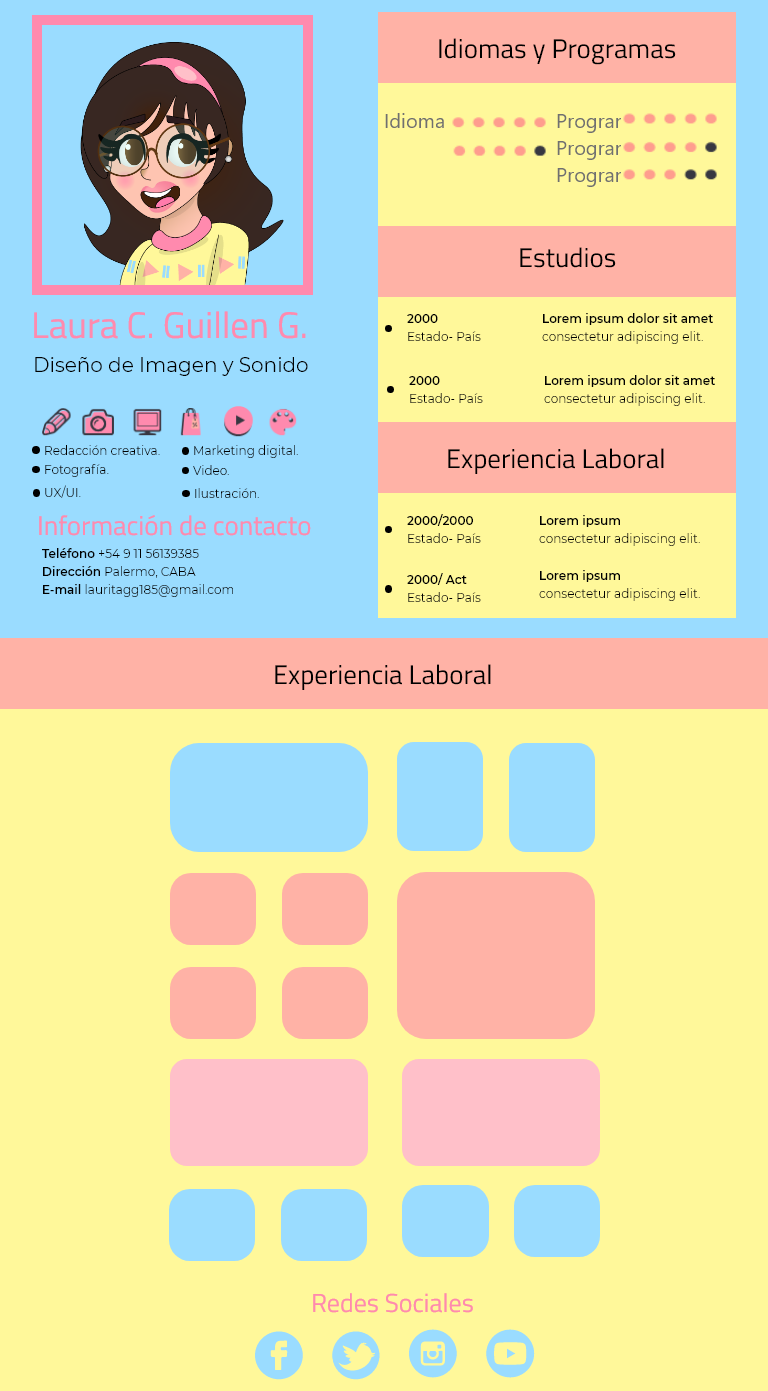 Laura C. Guillen G.
Diseño de Imagen y Sonido
Redacción creativa.
Fotografía.
UX/UI.
Marketing digital.
Video.
Ilustración.
Información de contacto
Teléfono +54 9 11 56139385
Dirección Palermo, CABA
E-mail lauritagg185@gmail.com
Idiomas y Programas
Idioma
Prograr
Prograr
Prograr
Estudios
2000
Estado- País
Lorem ipsum dolor sit amet
consectetur adipiscing elit.
2000
Estado- País
Lorem ipsum dolor sit amet
consectetur adipiscing elit.
Experiencia Laboral
2000/2000
Estado- País
Lorem ipsum
consectetur adipiscing elit.
2000/ Act
Estado- País
Lorem ipsum
consectetur adipiscing elit.
Experiencia Laboral
Redes Sociales